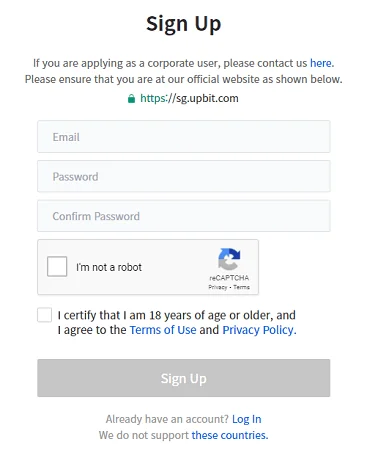 Sign Up
If you are applying as a corporate user, please contact us here.
Please ensure that you are at our official website as shown below.
https://sg.upbit.com
Email
Password
Confirm Password
I'm not a robot
reCAPTCHA
Privacy - Terms
I certify that I am 18 years of age or older, and
I agree to the Terms of Use and Privacy Policy.
Sign Up
Already have an account? Log In
We do not support these countries.